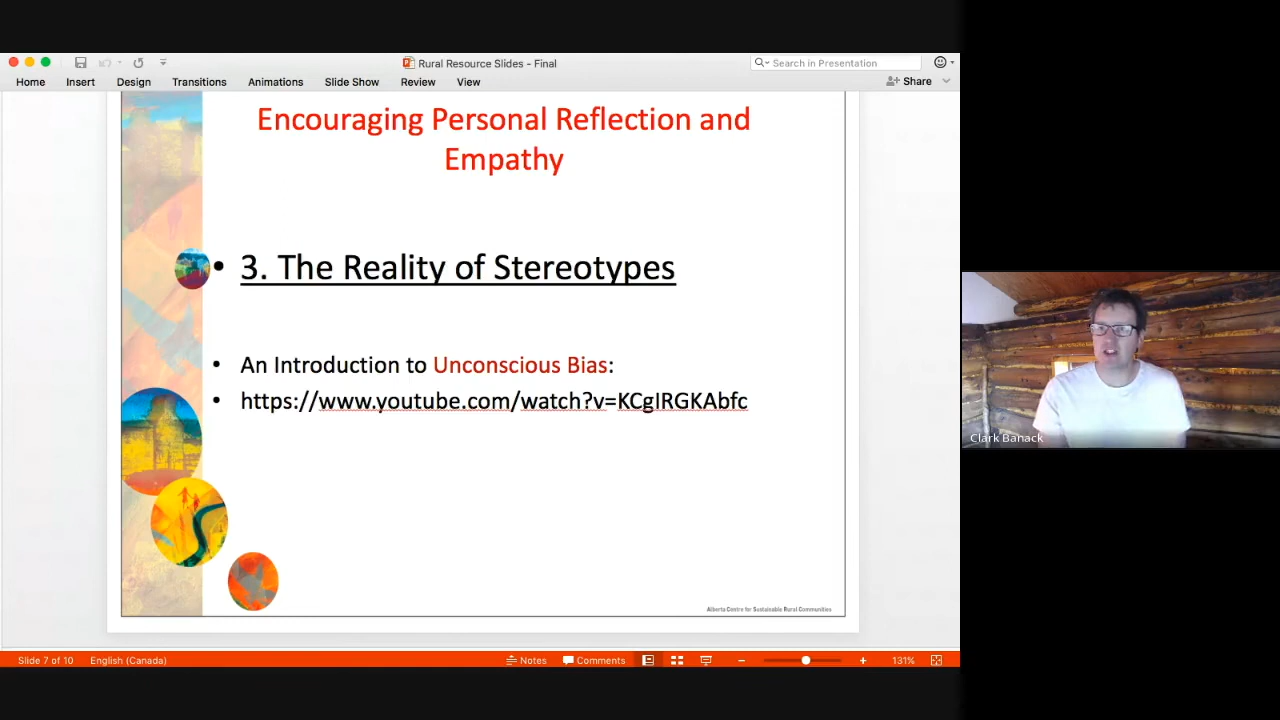 Rural Resource Slides - Final
Search in Presentation
Home Insert Design Transitions Animations Slide Show Review View
Share
Encouraging Personal Reflection and
Empathy
• 3. The Reality of Stereotypes
• An Introduction to Unconscious Bias:
• https://www.youtube.com/watch?v=KCgIRGKAbfc
Alberta Centre for Sustainable Rural Communities
Clark Banack
Slide 7 of 10 English (Canada) Notes Comments 131%